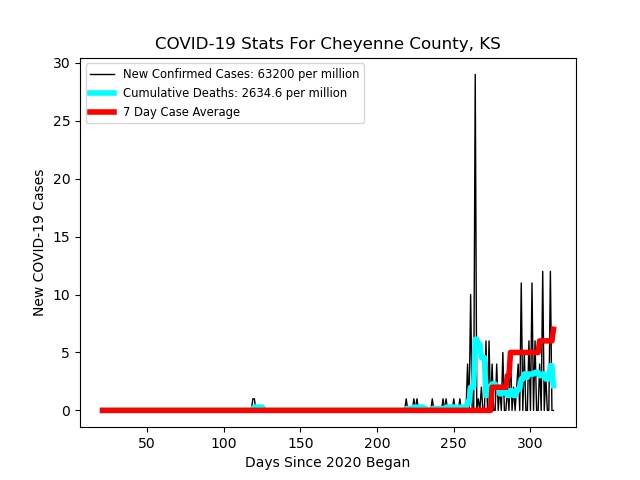 COVID-19 Stats For Cheyenne County, KS
New Confirmed Cases: 63200 per million
Cumulative Deaths: 2634.6 per million
7 Day Case Average
30
25
20
15
10
5
0
New COVID-19 Cases
50 100 150 200 250 300
Days Since 2020 Began